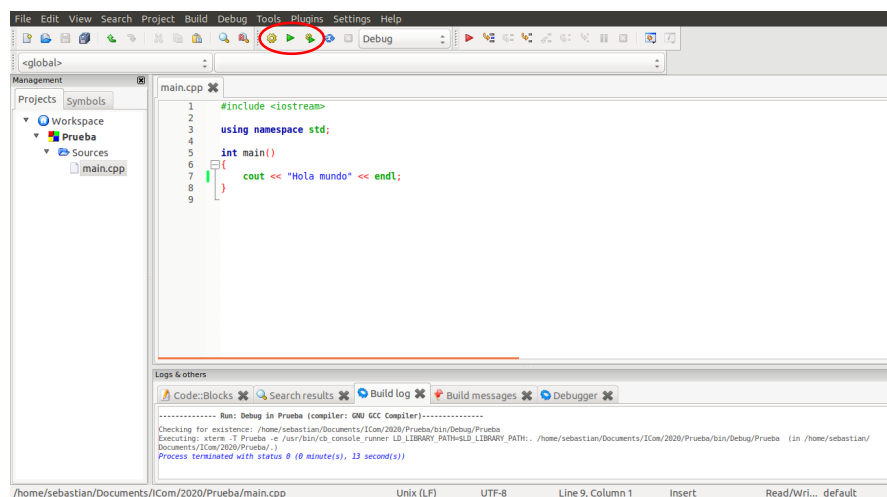 File Edit View Search Project Build Debug Tools Plugins Settings Help
Debug
<global>
Management
main.cpp
Projects Symbols
Workspace
Prueba
Sources
main.cpp
1 #include <iostream>
2
3 using namespace std;
4
5 int main()
6 {
7 cout << "Hola mundo" << endl;
8 }
9
Logs & others
Code::Blocks Search results Build log Build messages Debugger
-------------- Run: Debug in Prueba (compiler: GNU GCC Compiler)---------------
Checking for existence: /home/sebastian/Documents/ICom/2020/Prueba/bin/Debug/Prueba
Executing: xterm -T Prueba -e /usr/bin/cb_console_runner LD_LIBRARY_PATH=$LD_LIBRARY_PATH:. /home/sebastian/Documents/ICom/2020/Prueba/bin/Debug/Prueba (in /home/sebastian/
Documents/ICom/2020/Prueba/.)
Process terminated with status 0 (0 minute(s), 13 second(s))
/home/sebastian/Documents/ICom/2020/Prueba/main.cpp Unix (LF) UTF-8 Line 9, Column 1 Insert Read/Wri... default